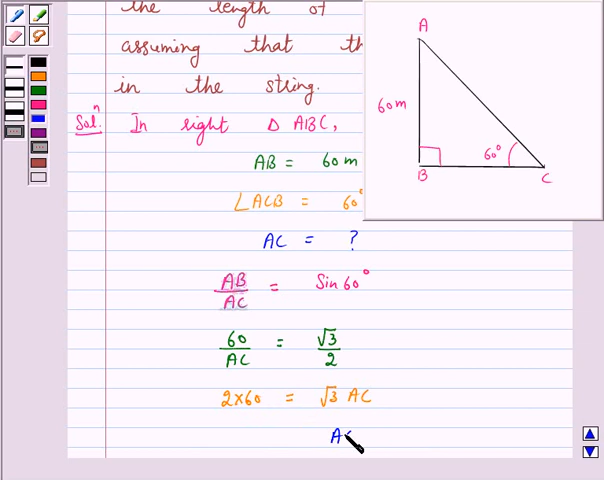 the length of
assuming that th
in the string.
Solⁿ. In right Δ ABC,
AB = 60 m
∠ACB = 60°
AC = ?
AB/AC = Sin 60°
60/AC = √3/2
2×60 = √3 AC
AC
A
60 m
60°
B
C